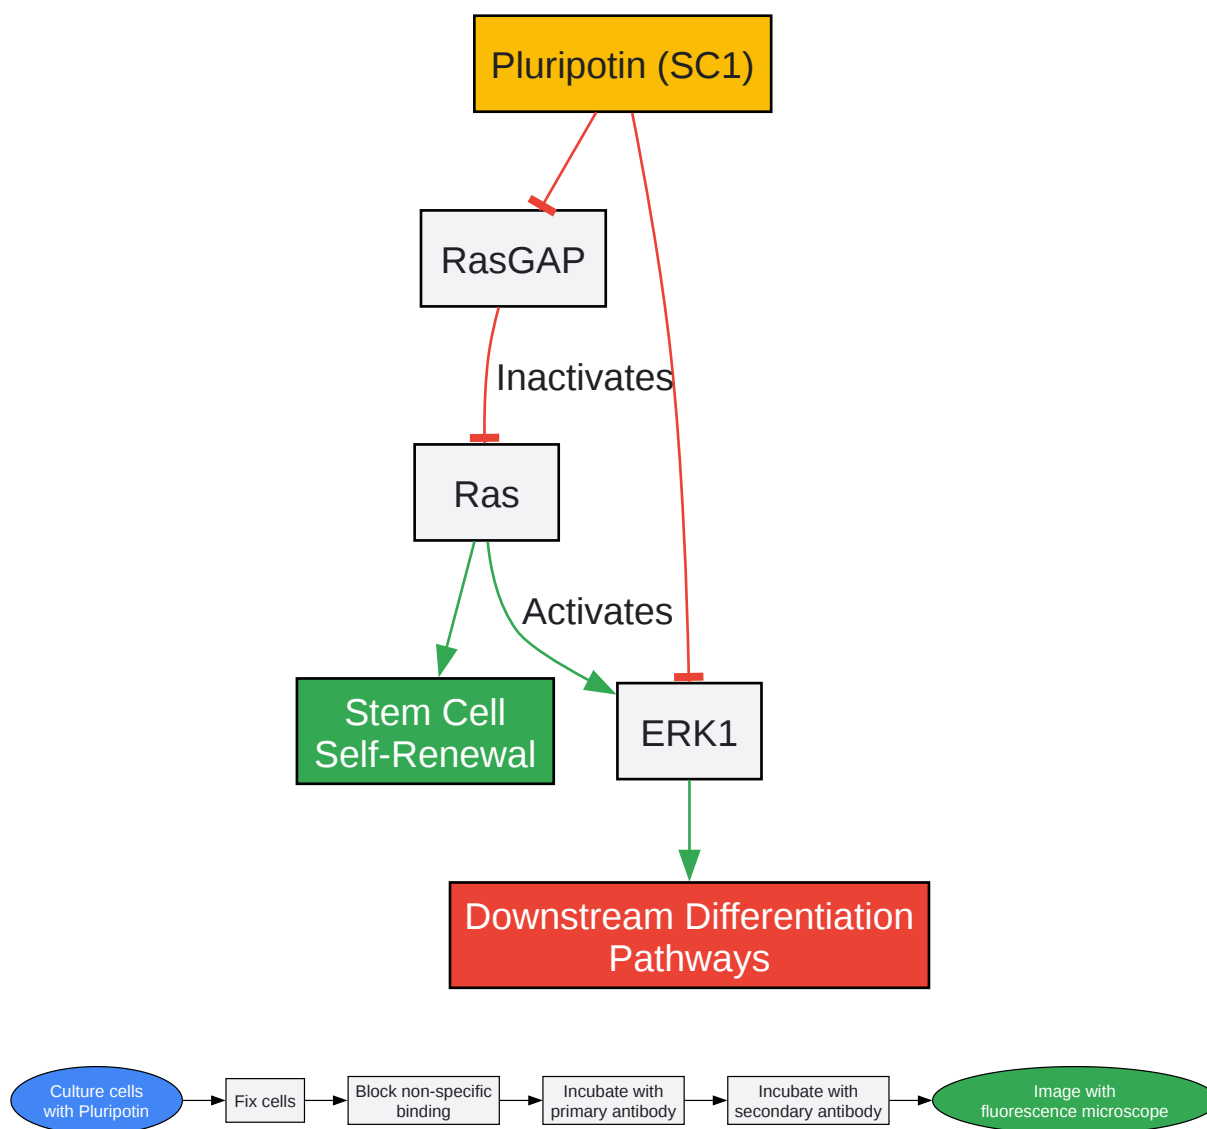 Pluripotin (SC1)
RasGAP
Inactivates
Ras
Activates
Stem Cell
Self-Renewal
ERK1
Downstream Differentiation
Pathways
Culture cells
with Pluripotin
Fix cells
Block non-specific
binding
Incubate with
primary antibody
Incubate with
secondary antibody
Image with
fluorescence microscope